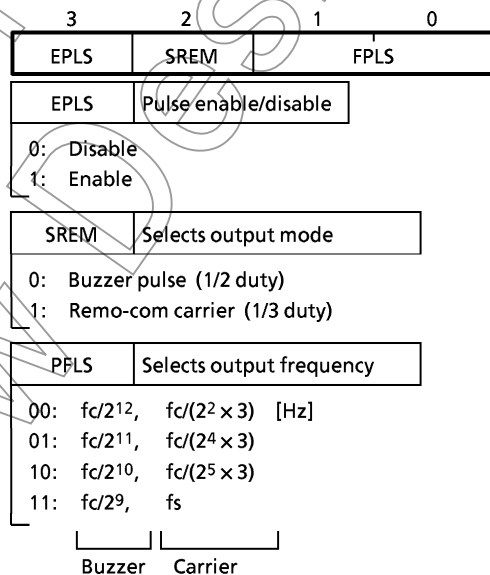 3 2 1 0
EPLS SREM FPLS
EPLS Pulse enable/disable
0: Disable
1: Enable
SREM Selects output mode
0: Buzzer pulse (1/2 duty)
1: Remo-com carrier (1/3 duty)
PFLS Selects output frequency
00: fc/2¹², fc/(2² × 3) [Hz]
01: fc/2¹¹, fc/(2⁴ × 3)
10: fc/2¹⁰, fc/(2⁵ × 3)
11: fc/2⁹, fs
Buzzer Carrier